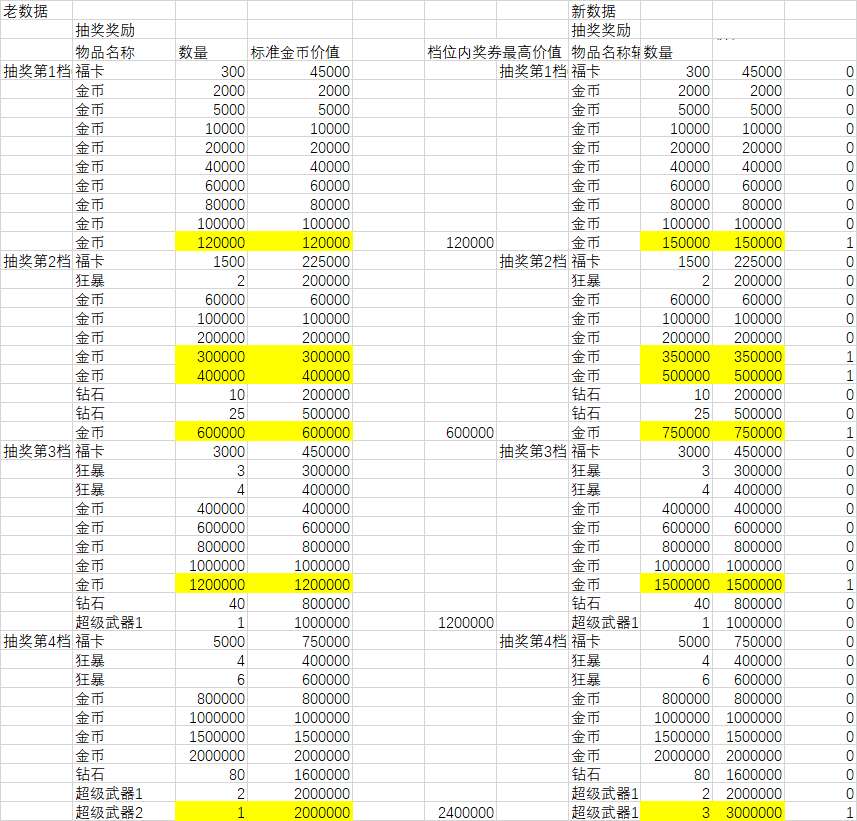 老数据 新数据
抽奖奖励 抽奖奖励
物品名称 数量 标准金币价值 档位内奖券最高价值 数量
抽奖第1档 福卡 300 45000 抽奖第1档 福卡 300 45000 0
金币 2000 2000 金币 2000 2000 0
金币 5000 5000 金币 5000 5000 0
金币 10000 10000 金币 10000 10000 0
金币 20000 20000 金币 20000 20000 0
金币 40000 40000 金币 40000 40000 0
金币 60000 60000 金币 60000 60000 0
金币 80000 80000 金币 80000 80000 0
金币 100000 100000 金币 100000 100000 0
金币 120000 120000 120000 金币 150000 150000 1
抽奖第2档 福卡 1500 225000 抽奖第2档 福卡 1500 225000 0
狂暴 2 200000 狂暴 2 200000 0
金币 60000 60000 金币 60000 60000 0
金币 100000 100000 金币 100000 100000 0
金币 200000 200000 金币 200000 200000 0
金币 300000 300000 金币 350000 350000 1
金币 400000 400000 金币 500000 500000 1
钻石 10 200000 钻石 10 200000 0
钻石 25 500000 钻石 25 500000 0
金币 600000 600000 600000 金币 750000 750000 1
抽奖第3档 福卡 3000 450000 抽奖第3档 福卡 3000 450000 0
狂暴 3 300000 狂暴 3 300000 0
狂暴 4 400000 狂暴 4 400000 0
金币 400000 400000 金币 400000 400000 0
金币 600000 600000 金币 600000 600000 0
金币 800000 800000 金币 800000 800000 0
金币 1000000 1000000 金币 1000000 1000000 0
金币 1200000 1200000 金币 1500000 1500000 1
钻石 40 800000 钻石 40 800000 0
超级武器1 1 1000000 1200000 超级武器1 1 1000000 0
抽奖第4档 福卡 5000 750000 抽奖第4档 福卡 5000 750000 0
狂暴 4 400000 狂暴 4 400000 0
狂暴 6 600000 狂暴 6 600000 0
金币 800000 800000 金币 800000 800000 0
金币 1000000 1000000 金币 1000000 1000000 0
金币 1500000 1500000 金币 1500000 1500000 0
金币 2000000 2000000 金币 2000000 2000000 0
钻石 80 1600000 钻石 80 1600000 0
超级武器1 2 2000000 超级武器1 2 2000000 0
超级武器2 1 2000000 2400000 超级武器1 3 3000000 1